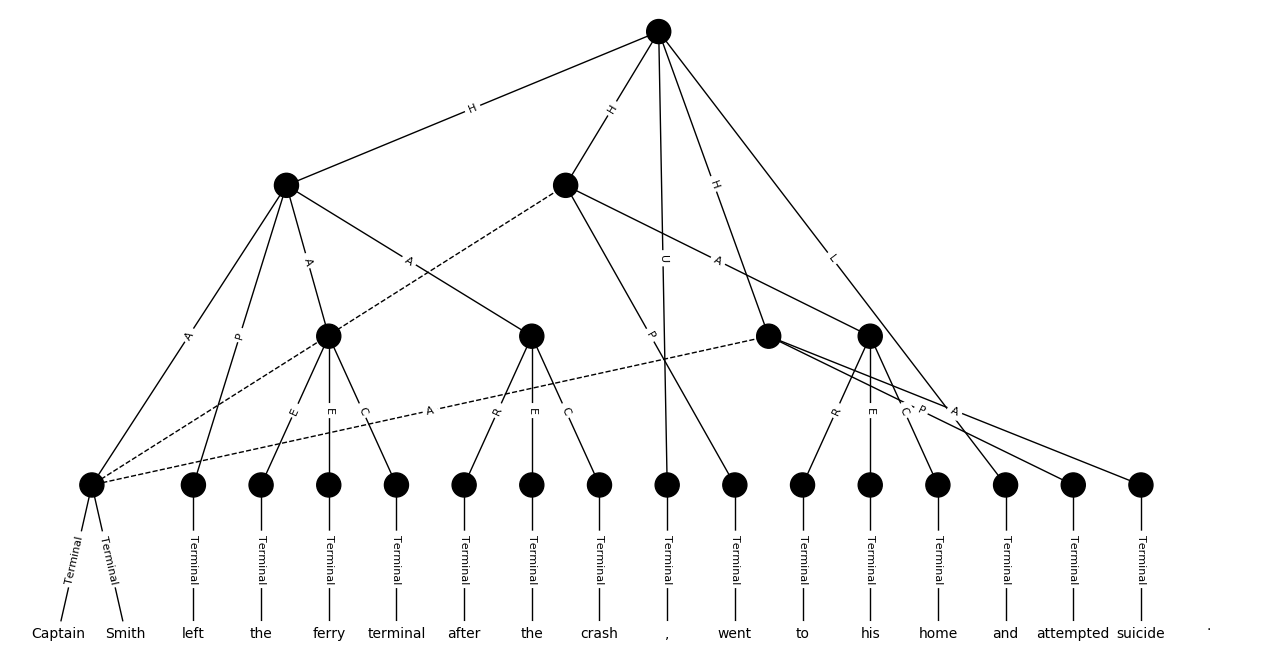 H H
H
U L
A A A
A P P
E E C R E C A R E C P A
Terminal Terminal Terminal Terminal Terminal Terminal Terminal Terminal Terminal Terminal Terminal Terminal Terminal Terminal Terminal Terminal Terminal
Captain Smith left the ferry terminal after the crash , went to his home and attempted suicide .